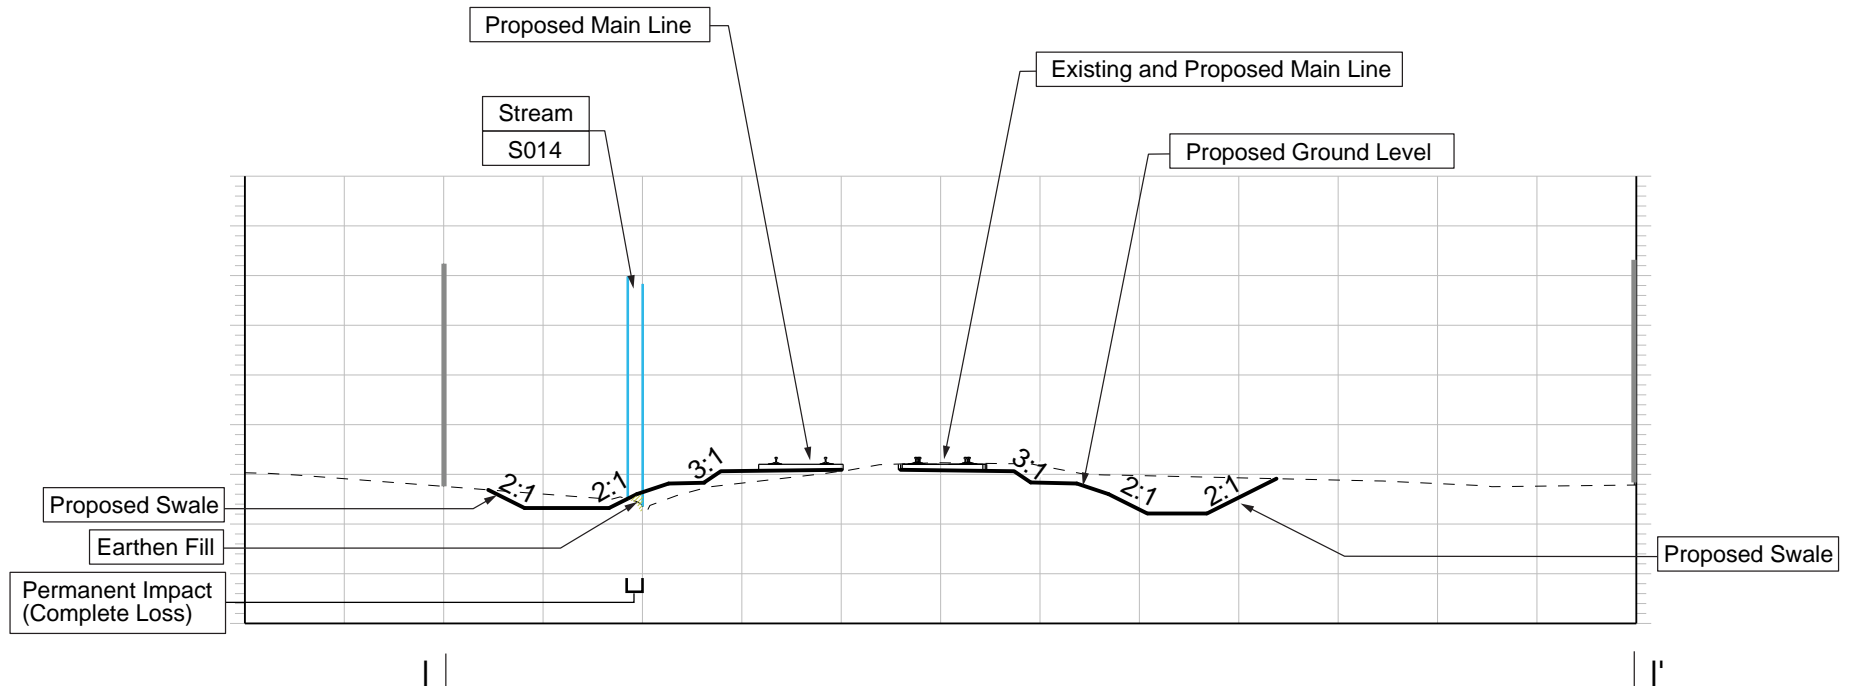 Proposed Main Line
Existing and Proposed Main Line
Stream
S014
Proposed Ground Level
3:1
3:1
2:1
2:1
2:1
2:1
Proposed Swale
Earthen Fill
Proposed Swale
Permanent Impact
(Complete Loss)
I
I'